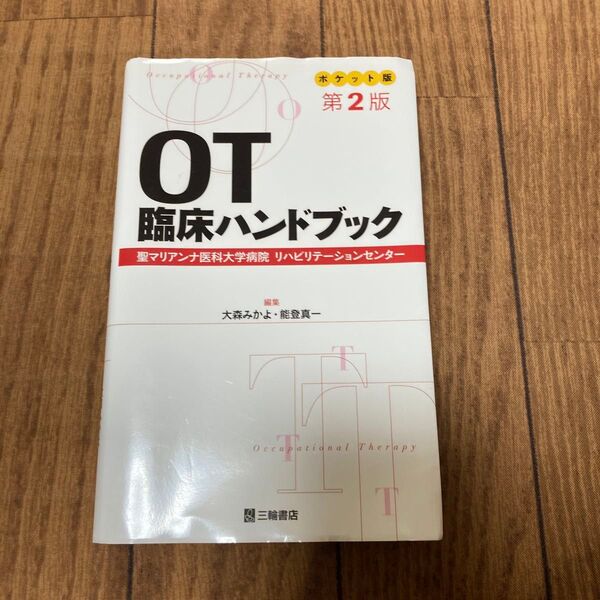 Occupational Therapy
ポケット版
第2版
OT
臨床ハンドブック
聖マリアンナ医科大学病院 リハビリテーションセンター
編集
大森みかよ・能登真一
T
T
T
T
T
Occupational Therapy
T
三輪書店